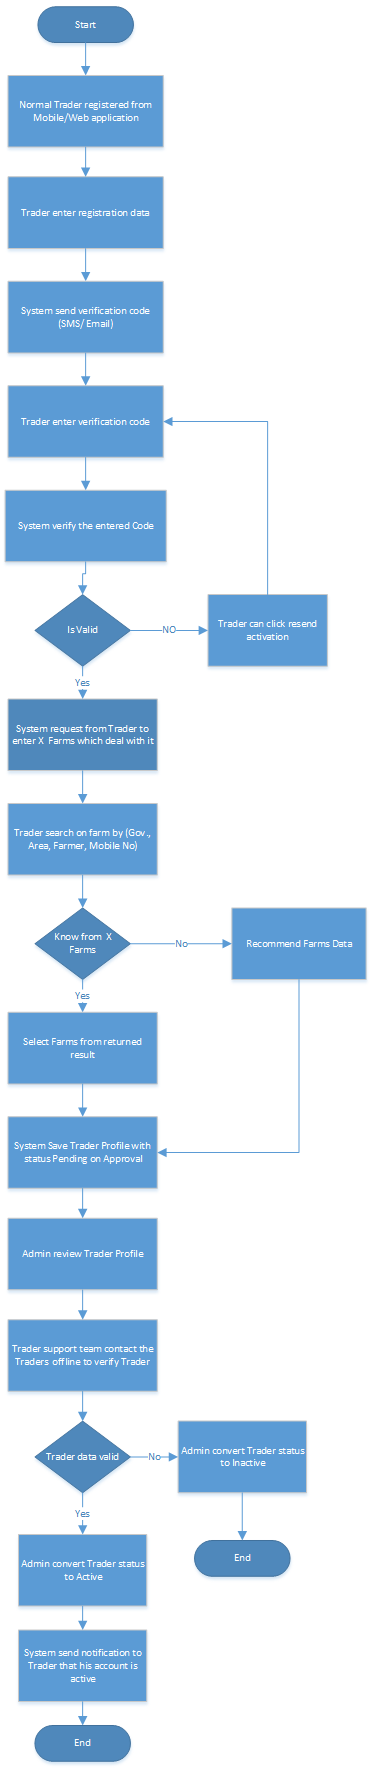 Start
Normal Trader registered from
Mobile/Web application
Trader enter registration data
System send verification code
(SMS/ Email)
Trader enter verification code
System verify the entered Code
Is Valid
NO
Trader can click resend
activation
Yes
System request from Trader to
enter X Farms which deal with it
Trader search on farm by (Gov.,
Area, Farmer, Mobile No)
Know from X
Farms
No
Recommend Farms Data
Yes
Select Farms from returned
result
System Save Trader Profile with
status Pending on Approval
Admin review Trader Profile
Trader support team contact the
Traders offline to verify Trader
Trader data valid
No
Admin convert Trader status
to Inactive
Yes
End
Admin convert Trader status
to Active
System send notification to
Trader that his account is
active
End